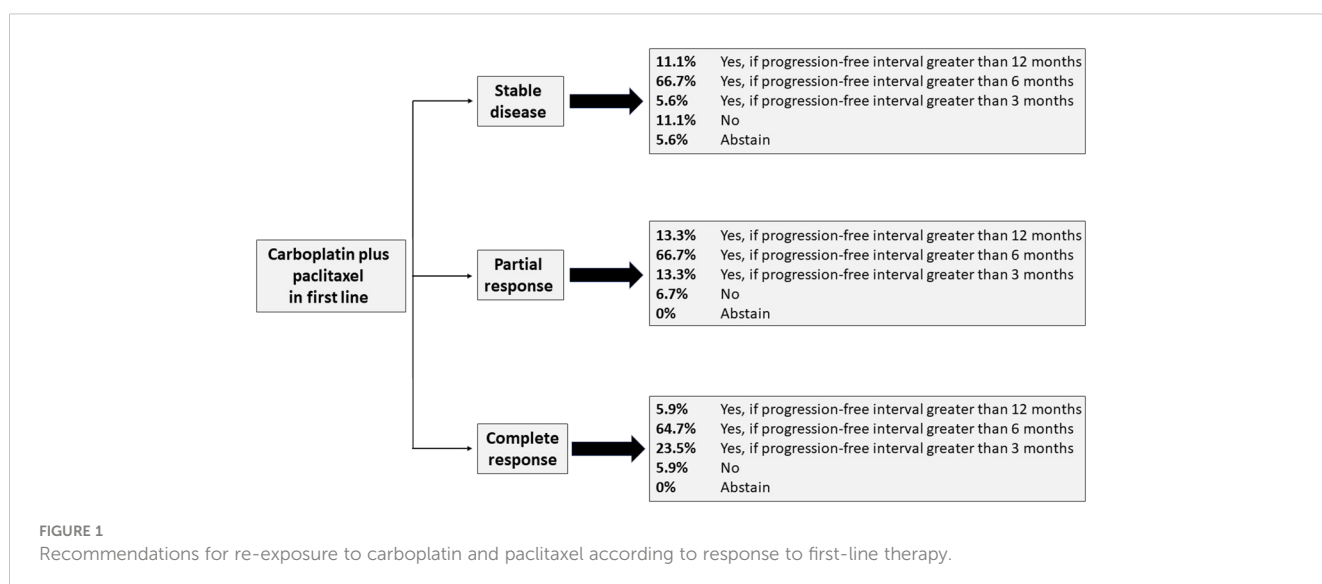 Carboplatin plus
paclitaxel
in first line
Stable
disease
11.1% Yes, if progression-free interval greater than 12 months
66.7% Yes, if progression-free interval greater than 6 months
5.6% Yes, if progression-free interval greater than 3 months
11.1% No
5.6% Abstain
Partial
response
13.3% Yes, if progression-free interval greater than 12 months
66.7% Yes, if progression-free interval greater than 6 months
13.3% Yes, if progression-free interval greater than 3 months
6.7% No
0% Abstain
Complete
response
5.9% Yes, if progression-free interval greater than 12 months
64.7% Yes, if progression-free interval greater than 6 months
23.5% Yes, if progression-free interval greater than 3 months
5.9% No
0% Abstain
FIGURE 1
Recommendations for re-exposure to carboplatin and paclitaxel according to response to first-line therapy.